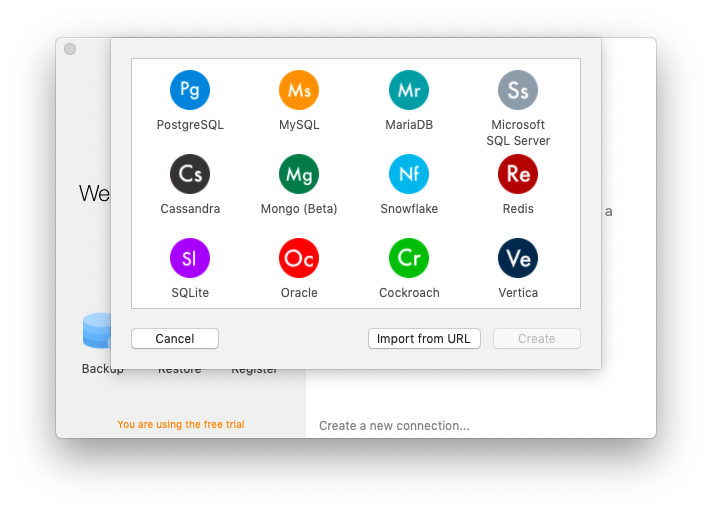 Pg
Ms
Mr
Ss
PostgreSQL
MySQL
MariaDB
Microsoft
SQL Server
Cs
Mg
Nf
Re
We
Cassandra
Mongo (Beta)
Snowflake
Redis
a
Sl
Oc
Cr
Ve
SQLite
Oracle
Cockroach
Vertica
Cancel
Import from URL
Create
Backup
Restore
Register
You are using the free trial
Create a new connection...